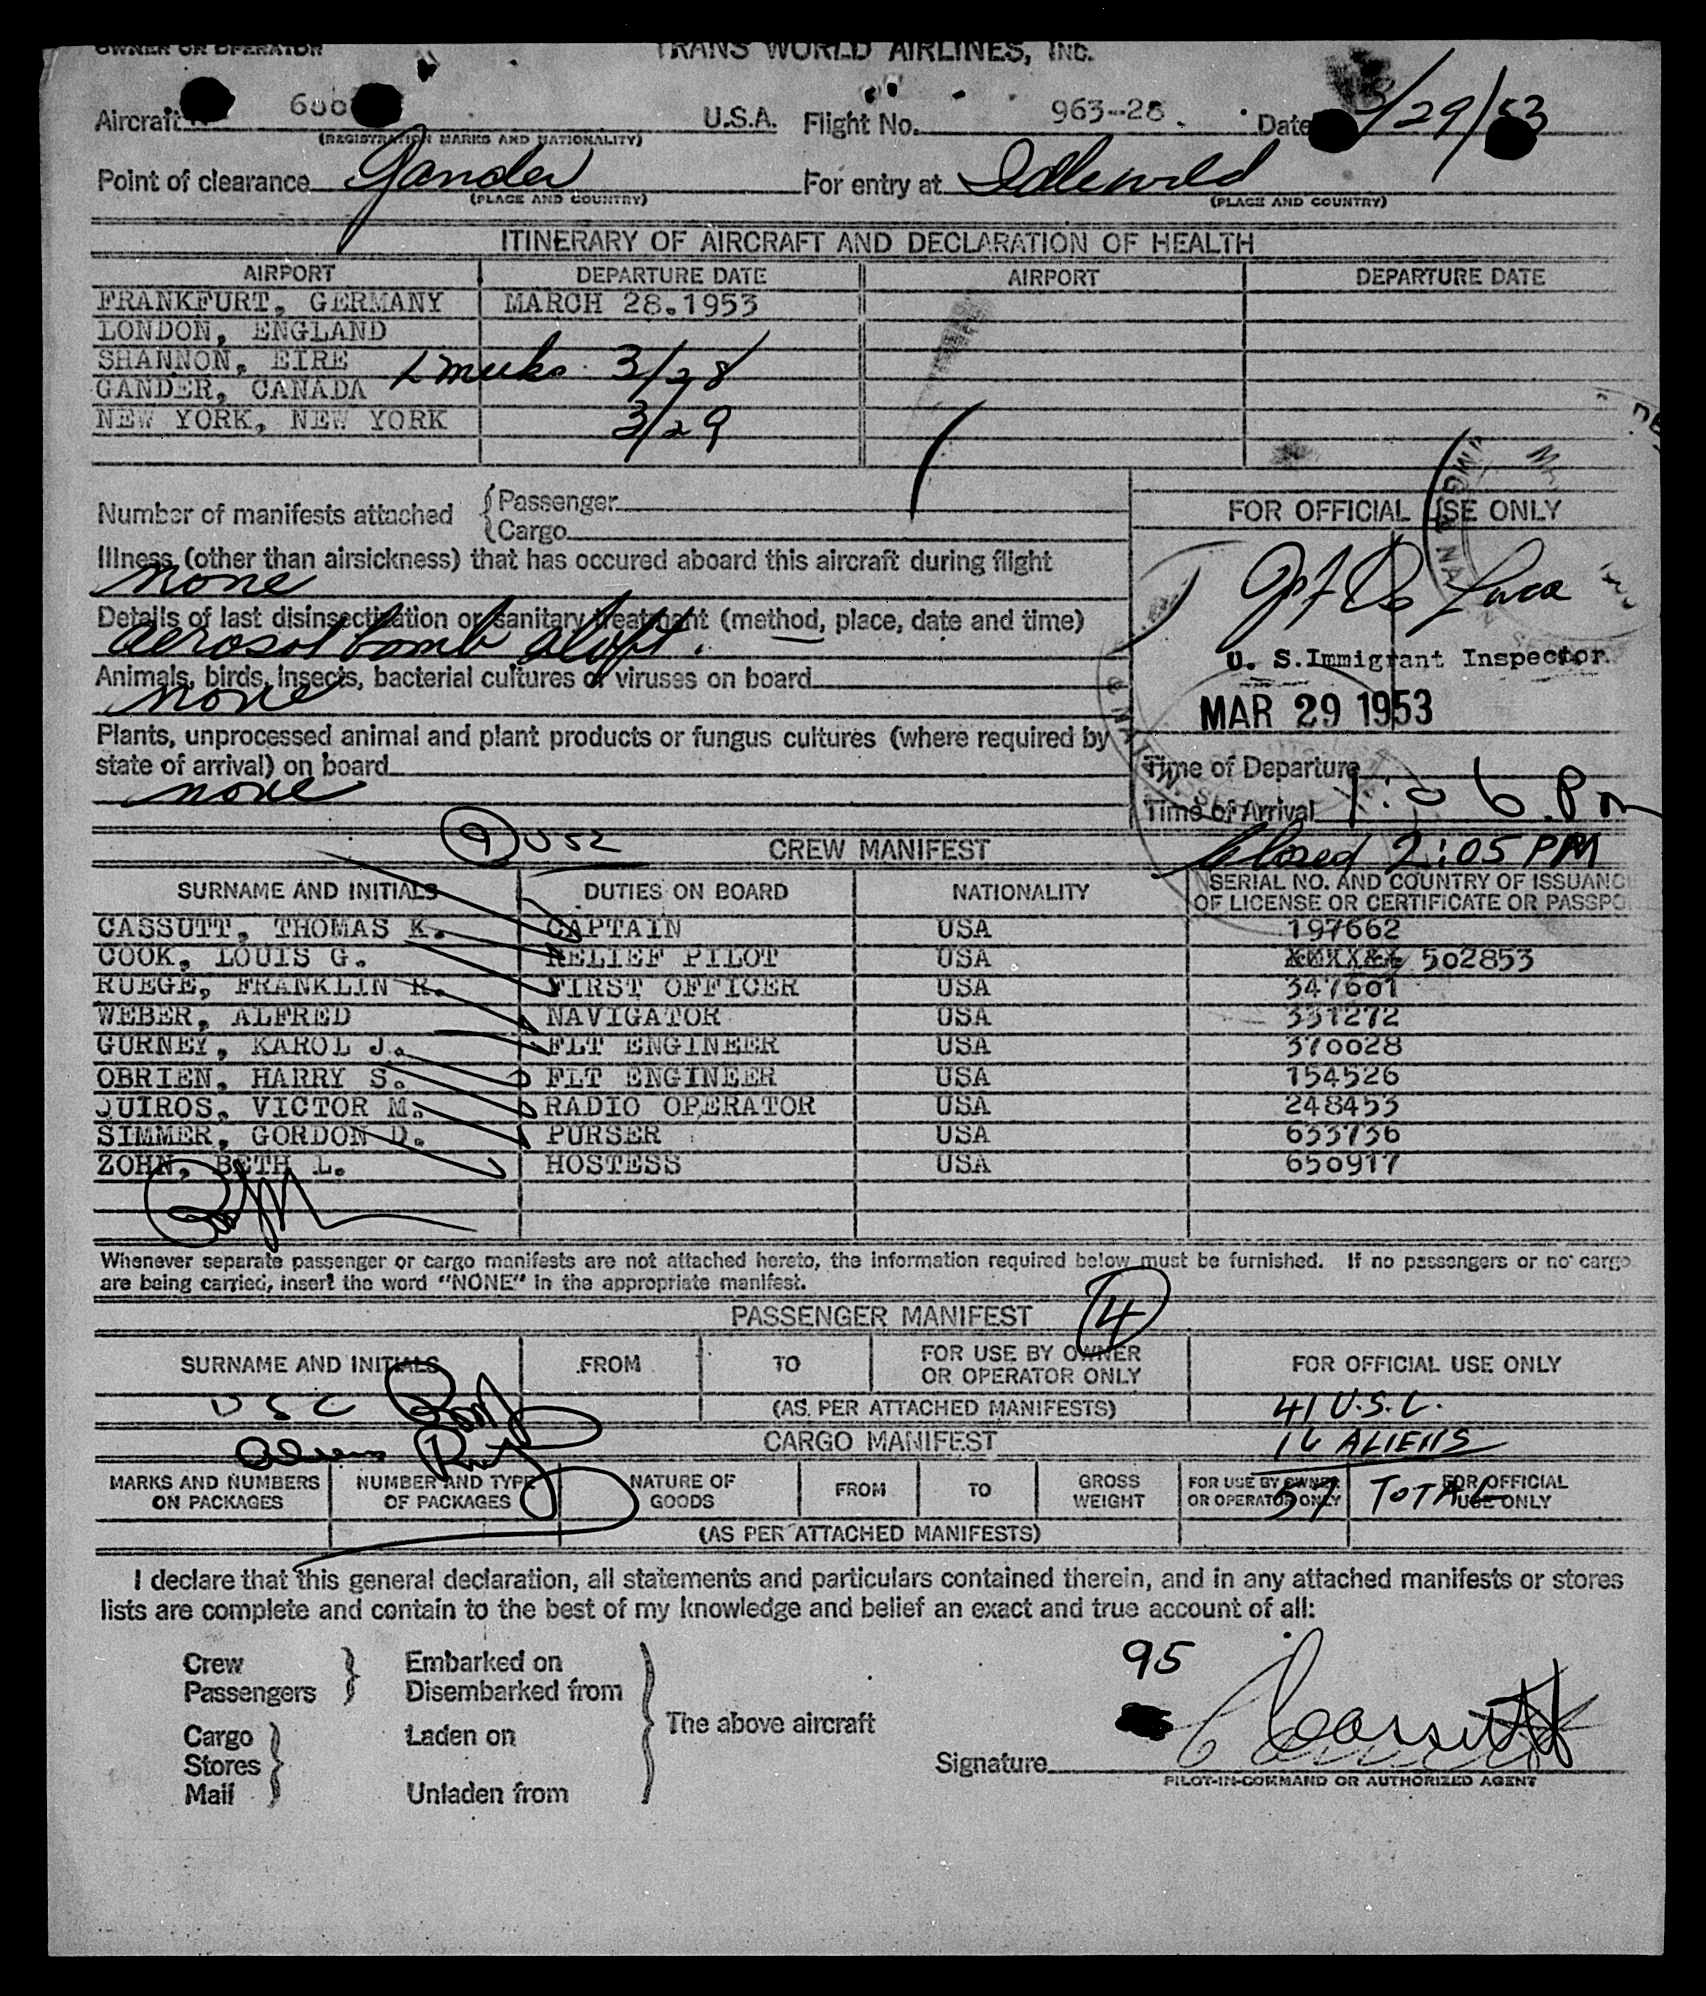 OWNER OR OPERATOR TRANS WORLD AIRLINES, INC.
Aircraft 600 U.S.A. Flight No. 963-28 Date /29/53
(REGISTRATION MARKS AND NATIONALITY)
Point of clearance Gander For entry at Idlewild
(PLACE AND COUNTRY) (PLACE AND COUNTRY)
ITINERARY OF AIRCRAFT AND DECLARATION OF HEALTH
AIRPORT DEPARTURE DATE AIRPORT DEPARTURE DATE
FRANKFURT, GERMANY MARCH 28.1953
LONDON, ENGLAND
SHANNON, EIRE
3/28
GANDER, CANADA
NEW YORK, NEW YORK 3/29
Number of manifests attached { Passenger
Cargo
FOR OFFICIAL USE ONLY
Illness (other than airsickness) that has occured aboard this aircraft during flight
none
Details of last disinsectization or sanitary treatment (method, place, date and time)
aerosol bomb aloft.
U. S. Immigrant Inspector.
Animals, birds, insects, bacterial cultures or viruses on board
none
MAR 29 1953
Plants, unprocessed animal and plant products or fungus cultures (where required by
state of arrival) on board
none
Time of Departure
Time of Arrival 1:06 Pm
Closed 2:05 PM
(9) USC
CREW MANIFEST
SURNAME AND INITIALS DUTIES ON BOARD NATIONALITY SERIAL NO. AND COUNTRY OF ISSUANC
OF LICENSE OR CERTIFICATE OR PASSPO
CASSUTT, THOMAS K. CAPTAIN USA 197662
COOK, LOUIS G. RELIEF PILOT USA 502853
RUEGE, FRANKLIN R. FIRST OFFICER USA 347601
WEBER, ALFRED NAVIGATOR USA 331272
GURNEY, KAROL J. FLT ENGINEER USA 370028
OBRIEN, HARRY S. FLT ENGINEER USA 154526
QUIROS, VICTOR M. RADIO OPERATOR USA 248453
SIMMER, GORDON D. PURSER USA 633736
ZOHN, BETH L. HOSTESS USA 650917
Whenever separate passenger or cargo manifests are not attached hereto, the information required below must be furnished. If no passengers or no cargo
are being carried, insert the word "NONE" in the appropriate manifest.
PASSENGER MANIFEST (4)
SURNAME AND INITIALS FROM TO FOR USE BY OWNER
OR OPERATOR ONLY FOR OFFICIAL USE ONLY
USC (AS PER ATTACHED MANIFESTS) 41 U.S.C.
Aliens CARGO MANIFEST 16 ALIENS
MARKS AND NUMBERS
ON PACKAGES NUMBER AND TYPE
OF PACKAGES NATURE OF
GOODS FROM TO GROSS
WEIGHT FOR USE BY OWNER
OR OPERATOR ONLY FOR OFFICIAL
USE ONLY
57 TOTAL
(AS PER ATTACHED MANIFESTS)
I declare that this general declaration, all statements and particulars contained therein, and in any attached manifests or stores
lists are complete and contain to the best of my knowledge and belief an exact and true account of all:
95
Crew Embarked on
Passengers Disembarked from
The above aircraft
Cargo Laden on
Stores
Signature Cassutt
PILOT-IN-COMMAND OR AUTHORIZED AGENT
Mail Unladen from